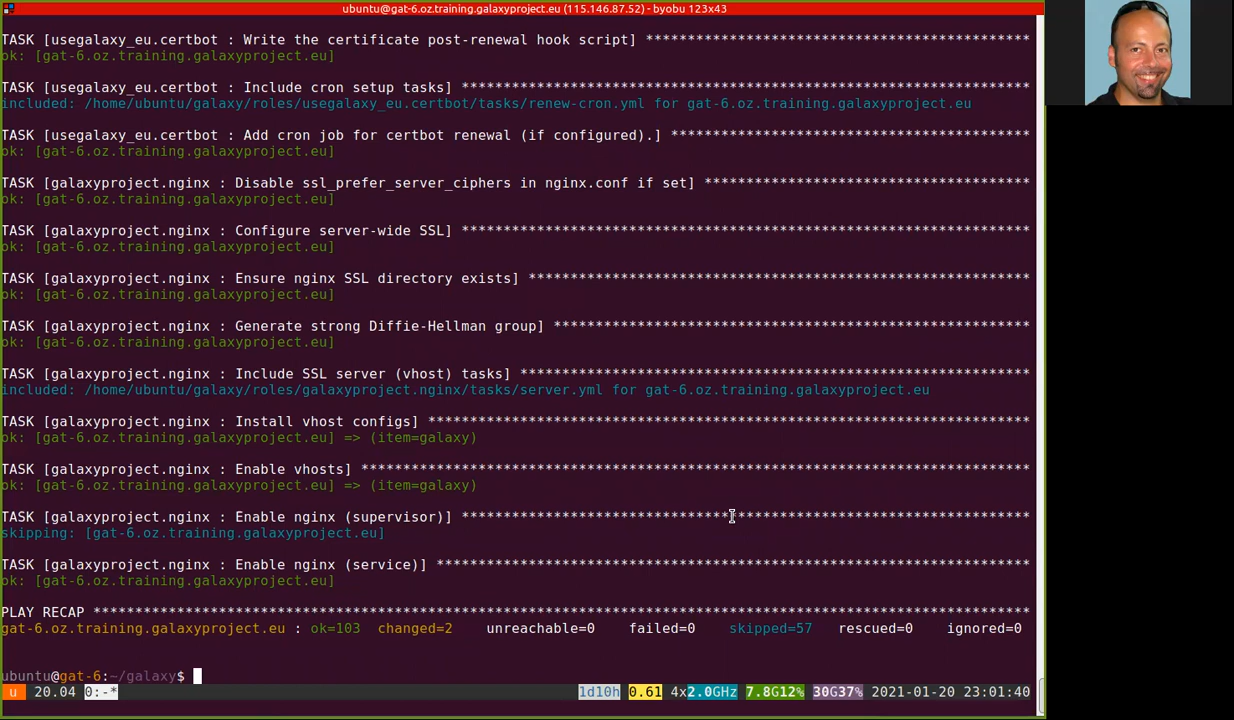 ubuntu@gat-6.oz.training.galaxyproject.eu (115.146.87.52) - byobu 123x43
TASK [usegalaxy_eu.certbot : Write the certificate post-renewal hook script] **********************************************
ok: [gat-6.oz.training.galaxyproject.eu]
TASK [usegalaxy_eu.certbot : Include cron setup tasks] ********************************************************************
included: /home/ubuntu/galaxy/roles/usegalaxy_eu.certbot/tasks/renew-cron.yml for gat-6.oz.training.galaxyproject.eu
TASK [usegalaxy_eu.certbot : Add cron job for certbot renewal (if configured).] *******************************************
ok: [gat-6.oz.training.galaxyproject.eu]
TASK [galaxyproject.nginx : Disable ssl_prefer_server_ciphers in nginx.conf if set] ***************************************
ok: [gat-6.oz.training.galaxyproject.eu]
TASK [galaxyproject.nginx : Configure server-wide SSL] ********************************************************************
ok: [gat-6.oz.training.galaxyproject.eu]
TASK [galaxyproject.nginx : Ensure nginx SSL directory exists] ************************************************************
ok: [gat-6.oz.training.galaxyproject.eu]
TASK [galaxyproject.nginx : Generate strong Diffie-Hellman group] *********************************************************
ok: [gat-6.oz.training.galaxyproject.eu]
TASK [galaxyproject.nginx : Include SSL server (vhost) tasks] *************************************************************
included: /home/ubuntu/galaxy/roles/galaxyproject.nginx/tasks/server.yml for gat-6.oz.training.galaxyproject.eu
TASK [galaxyproject.nginx : Install vhost configs] ************************************************************************
ok: [gat-6.oz.training.galaxyproject.eu] => (item=galaxy)
TASK [galaxyproject.nginx : Enable vhosts] ********************************************************************************
ok: [gat-6.oz.training.galaxyproject.eu] => (item=galaxy)
TASK [galaxyproject.nginx : Enable nginx (supervisor)] ********************************************************************
skipping: [gat-6.oz.training.galaxyproject.eu]
TASK [galaxyproject.nginx : Enable nginx (service)] ***********************************************************************
ok: [gat-6.oz.training.galaxyproject.eu]
PLAY RECAP ****************************************************************************************************************
gat-6.oz.training.galaxyproject.eu : ok=103 changed=2 unreachable=0 failed=0 skipped=57 rescued=0 ignored=0
ubuntu@gat-6:~/galaxy$
u 20.04 0:-* 1d10h 0.61 4x2.0GHz 7.8G12% 30G37% 2021-01-20 23:01:40